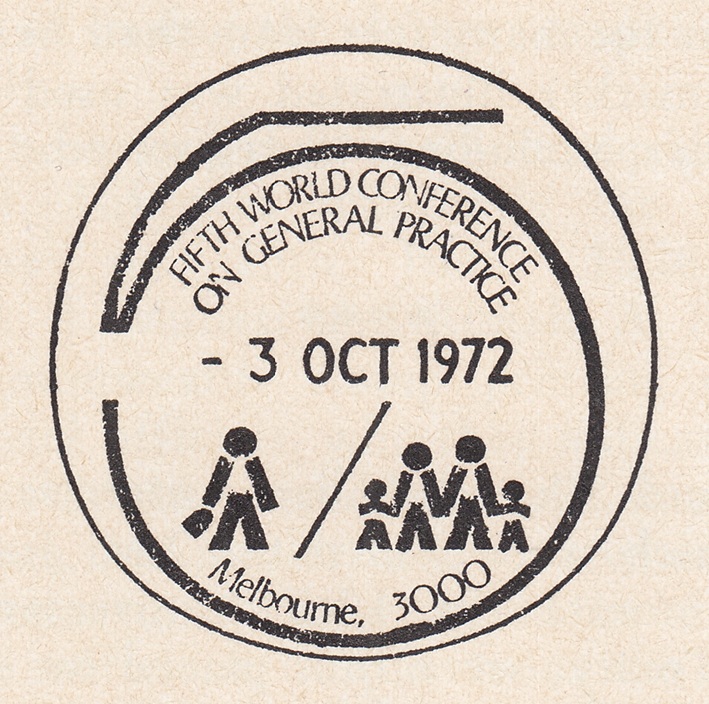 FIFTH WORLD CONFERENCE
ON GENERAL PRACTICE
- 3 OCT 1972
Melbourne, 3000